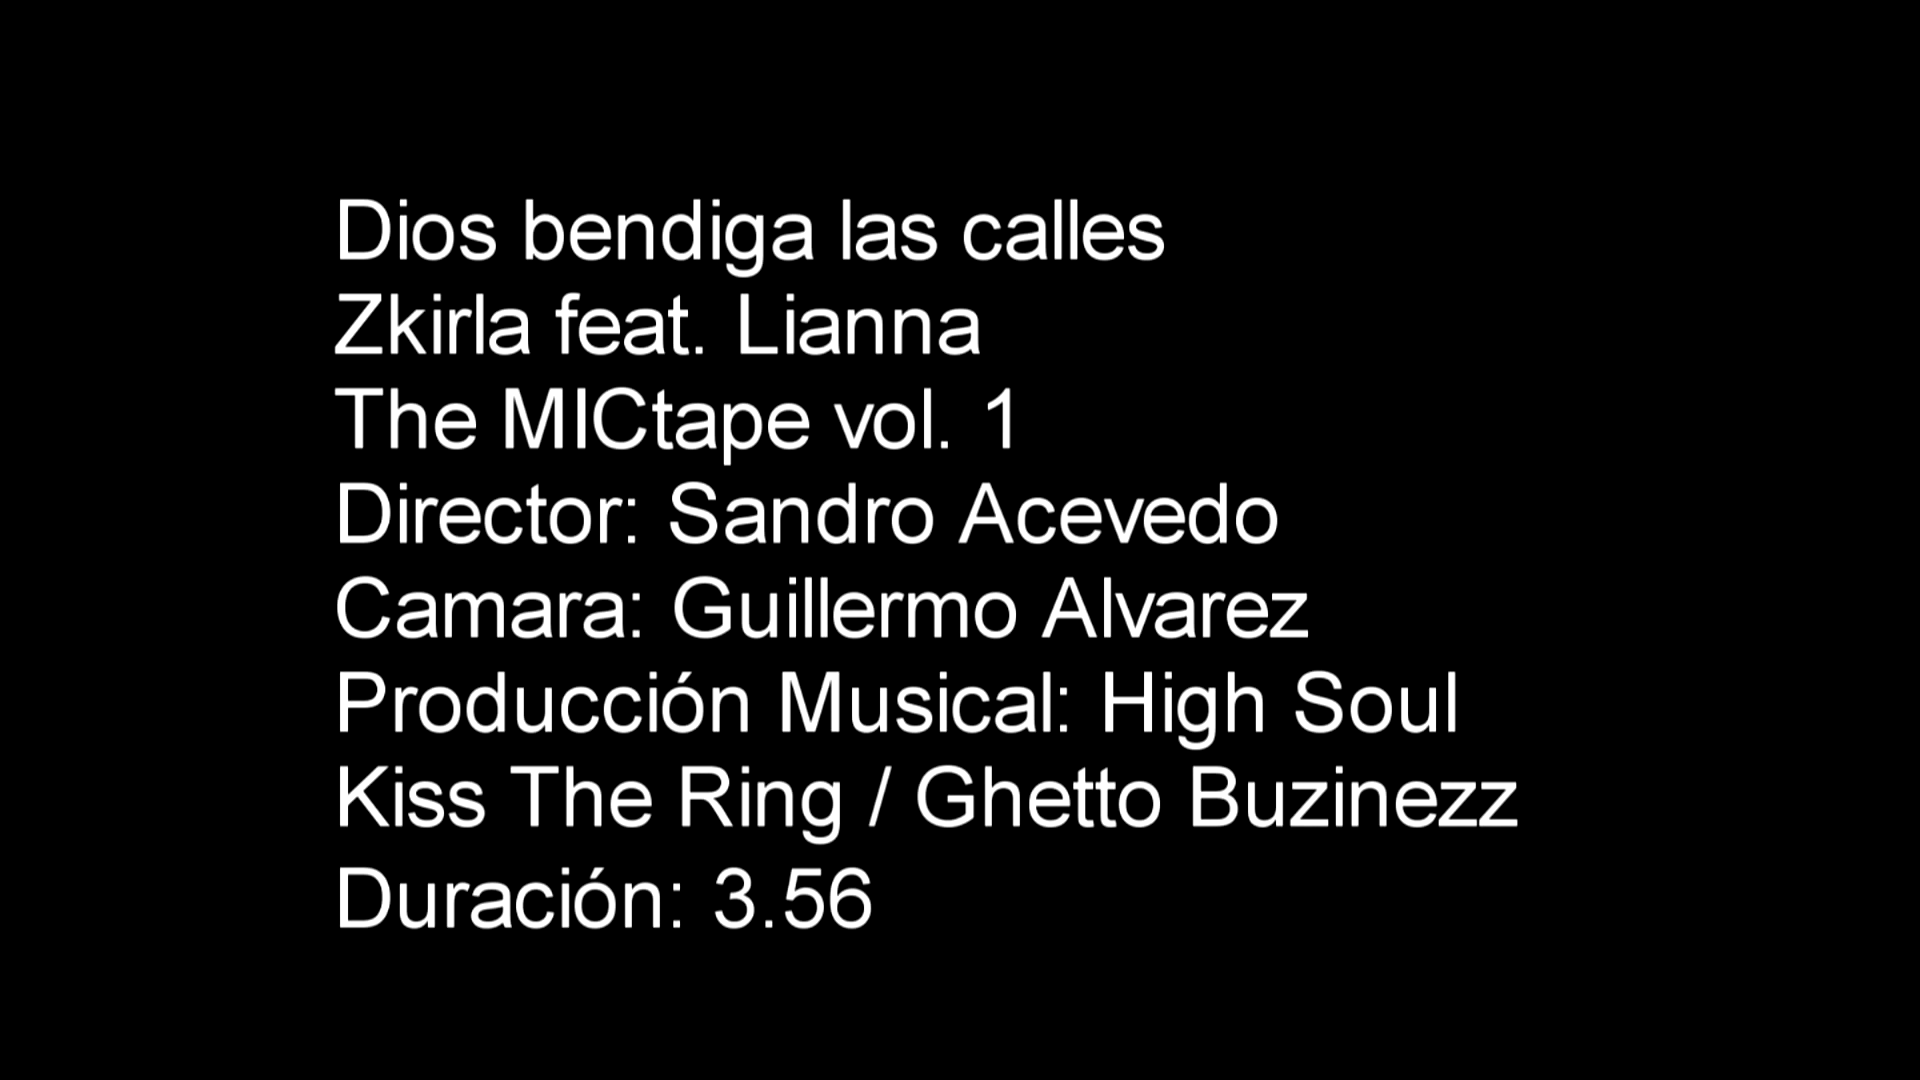 Dios bendiga las calles
Zkirla feat. Lianna
The MICtape vol. 1
Director: Sandro Acevedo
Camara: Guillermo Alvarez
Producción Musical: High Soul
Kiss The Ring / Ghetto Buzinezz
Duración: 3.56